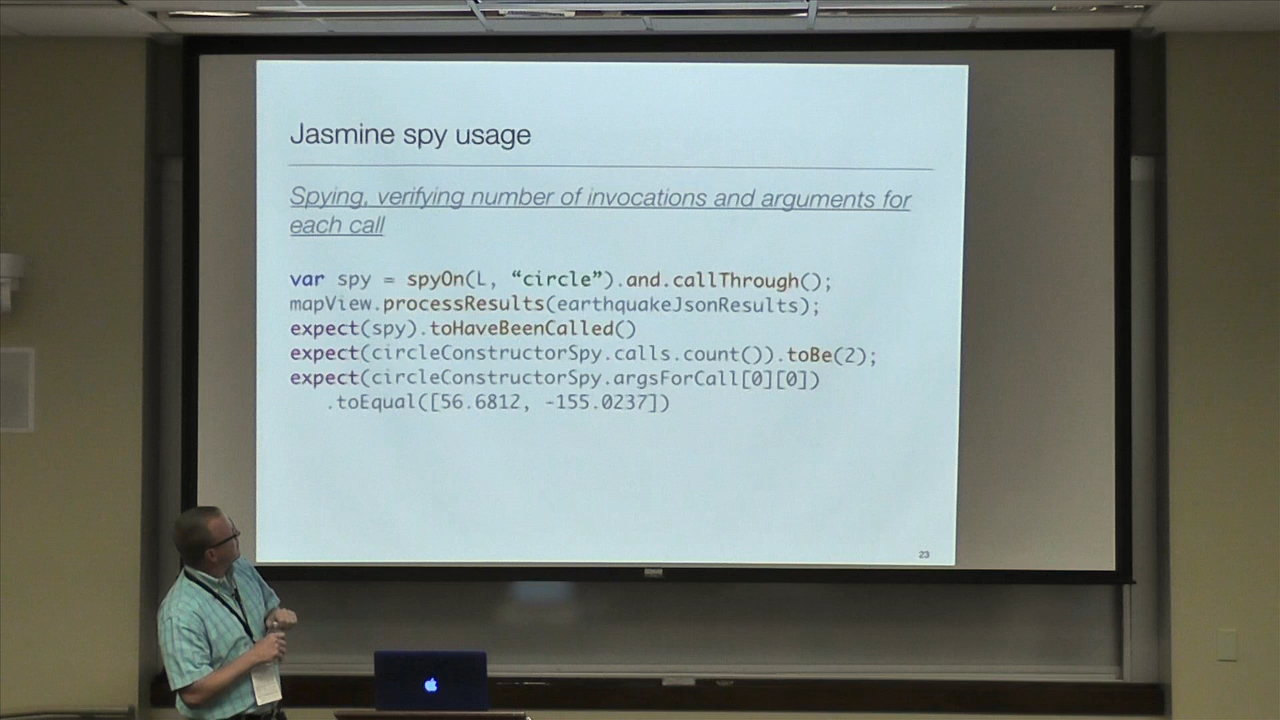 Jasmine spy usage
Spying, verifying number of invocations and arguments for
each call
var spy = spyOn(L, “circle”).and.callThrough();
mapView.processResults(earthquakeJsonResults);
expect(spy).toHaveBeenCalled()
expect(circleConstructorSpy.calls.count()).toBe(2);
expect(circleConstructorSpy.argsForCall[0][0])
.toEqual([56.6812, -155.0237])
23